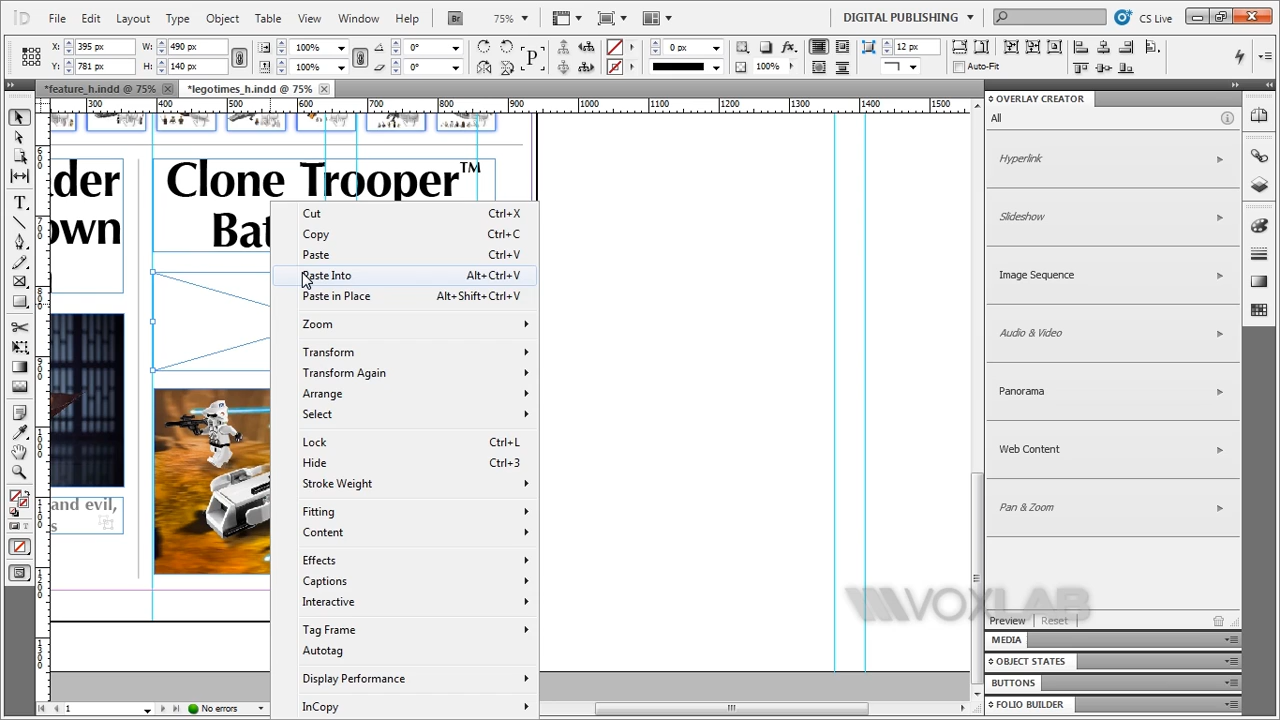 ID File Edit Layout Type Object Table View Window Help Br 75% DIGITAL PUBLISHING CS Live
X: 395 px W: 490 px 100% 0° 0 px fx. 12 px
Y: 781 px H: 140 px 100% 0° P 100% Auto-Fit
*feature_h.indd @ 75% *legotimes_h.indd @ 75%
300 400 500 600 700 800 900 1000 1100 1200 1300 1400 1500
OVERLAY CREATOR
All
Hyperlink
Slideshow
Image Sequence
Audio & Video
Panorama
Web Content
Pan & Zoom
Preview Reset
MEDIA
OBJECT STATES
BUTTONS
FOLIO BUILDER
der
own
Clone Trooper™
Bat
and evil,
s
Cut Ctrl+X
Copy Ctrl+C
Paste Ctrl+V
Paste Into Alt+Ctrl+V
Paste in Place Alt+Shift+Ctrl+V
Zoom
Transform
Transform Again
Arrange
Select
Lock Ctrl+L
Hide Ctrl+3
Stroke Weight
Fitting
Content
Effects
Captions
Interactive
Tag Frame
Autotag
Display Performance
InCopy
VOXLAB
1 No errors